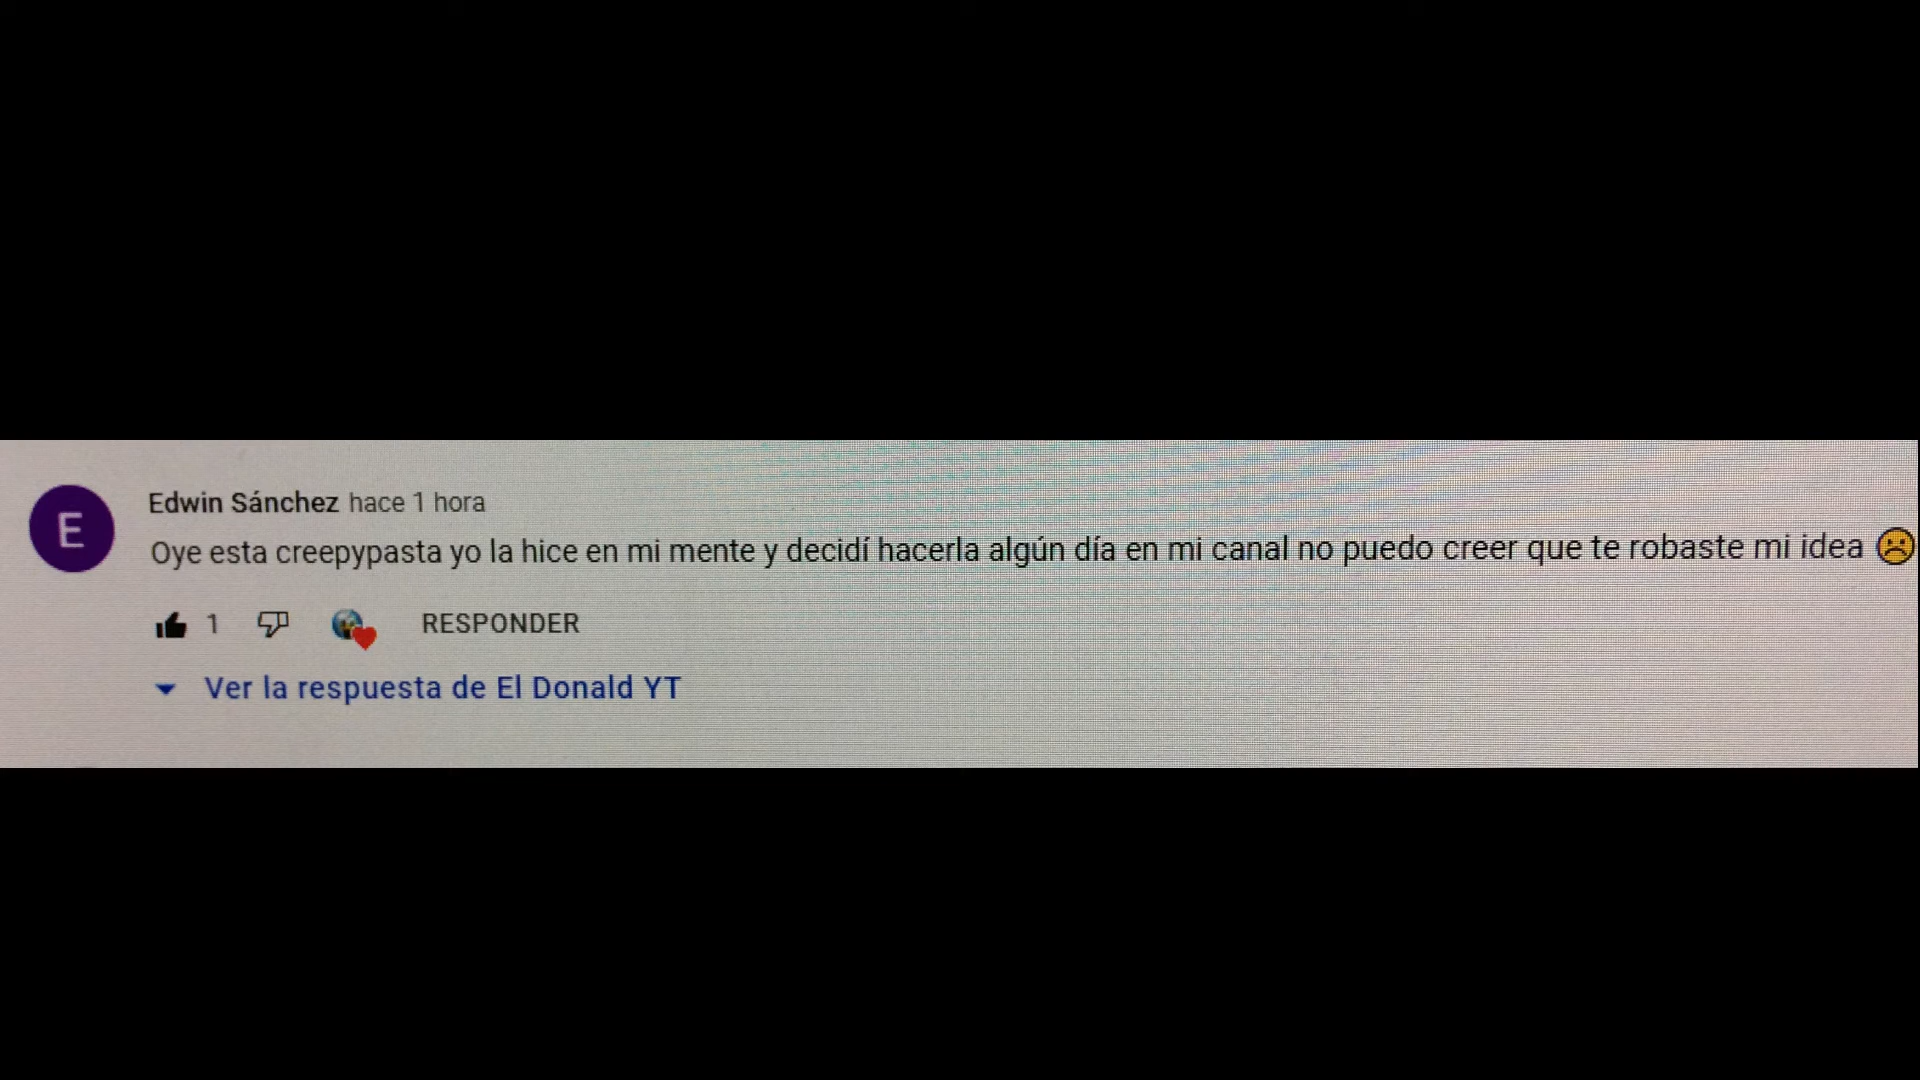 E
Edwin Sánchez hace 1 hora
Oye esta creepypasta yo la hice en mi mente y decidí hacerla algún día en mi canal no puedo creer que te robaste mi idea ☹️
1 RESPONDER
Ver la respuesta de El Donald YT